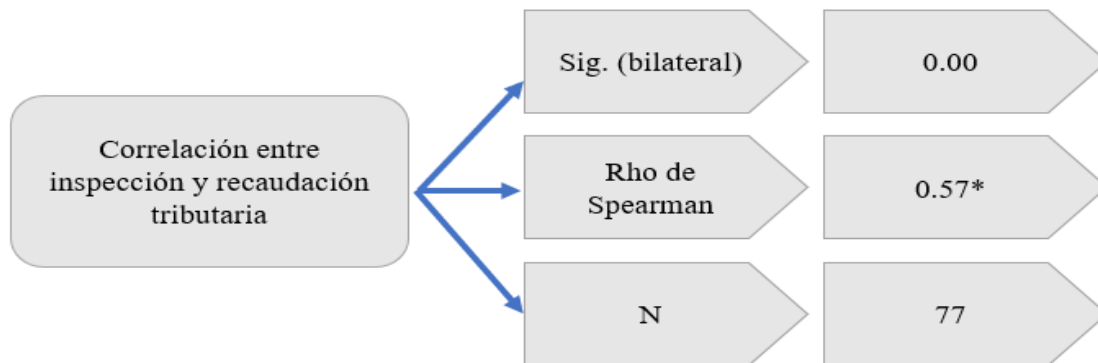 Correlación entre
inspección y recaudación
tributaria
Sig. (bilateral)
0.00
Rho de
Spearman
0.57*
N
77